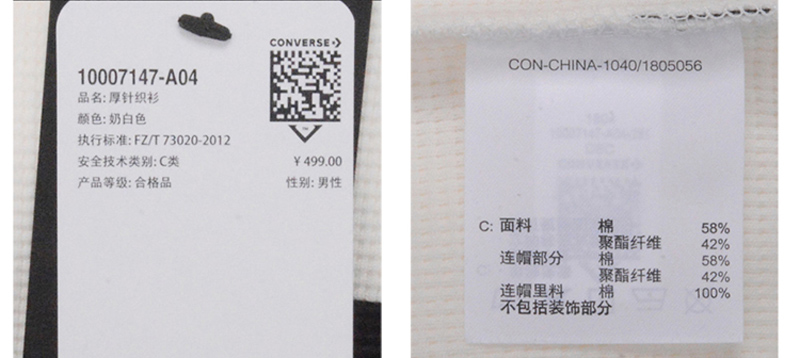 CONVERSE
10007147-A04
品名: 厚针织衫
颜色: 奶白色
执行标准: FZ/T 73020-2012
安全技术类别: C类
¥ 499.00
产品等级: 合格品
性别: 男性
CON-CHINA-1040/1805056
C: 面料 棉 58%
聚酯纤维 42%
连帽部分 棉 58%
聚酯纤维 42%
连帽里料 棉 100%
不包括装饰部分